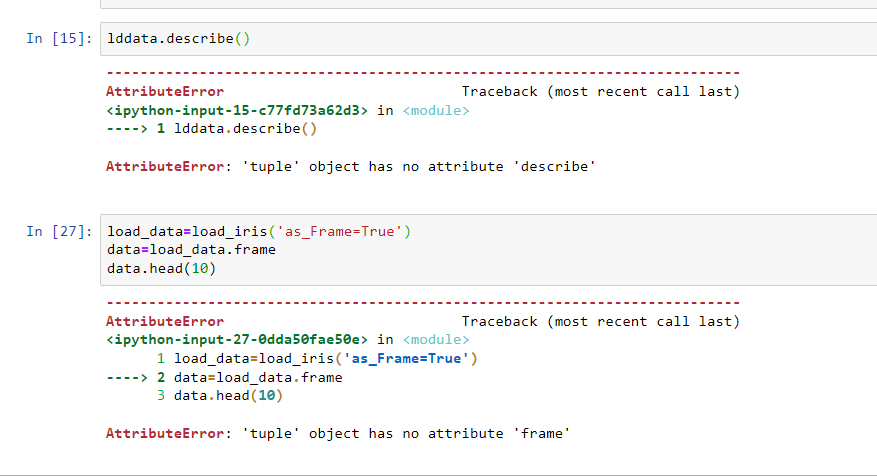 In [15]: lddata.describe()
---------------------------------------------------------------------------
AttributeError                            Traceback (most recent call last)
<ipython-input-15-c77fd73a62d3> in <module>
----> 1 lddata.describe()
AttributeError: 'tuple' object has no attribute 'describe'
In [27]: load_data=load_iris('as_Frame=True')
data=load_data.frame
data.head(10)
---------------------------------------------------------------------------
AttributeError                            Traceback (most recent call last)
<ipython-input-27-0dda50fae50e> in <module>
      1 load_data=load_iris('as_Frame=True')
----> 2 data=load_data.frame
      3 data.head(10)
AttributeError: 'tuple' object has no attribute 'frame'